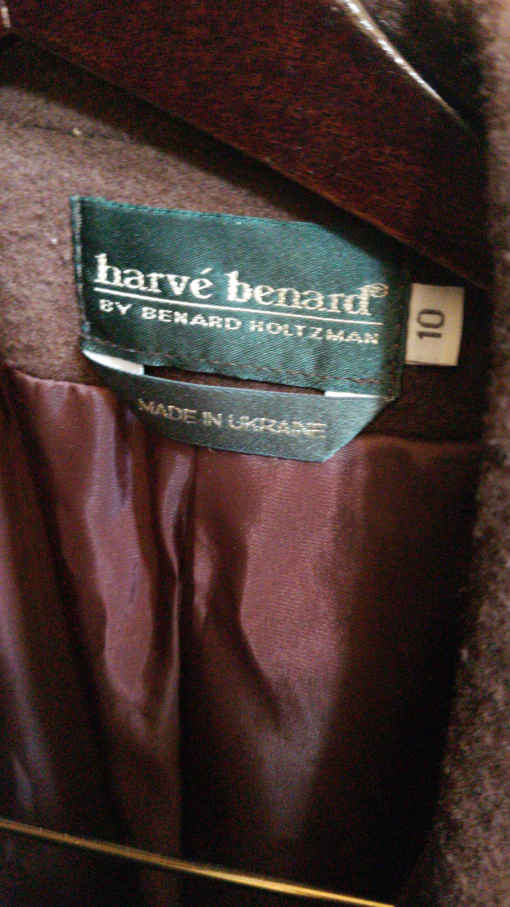 harvé benard®
BY BENARD HOLTZMAN
10
MADE IN UKRAINE